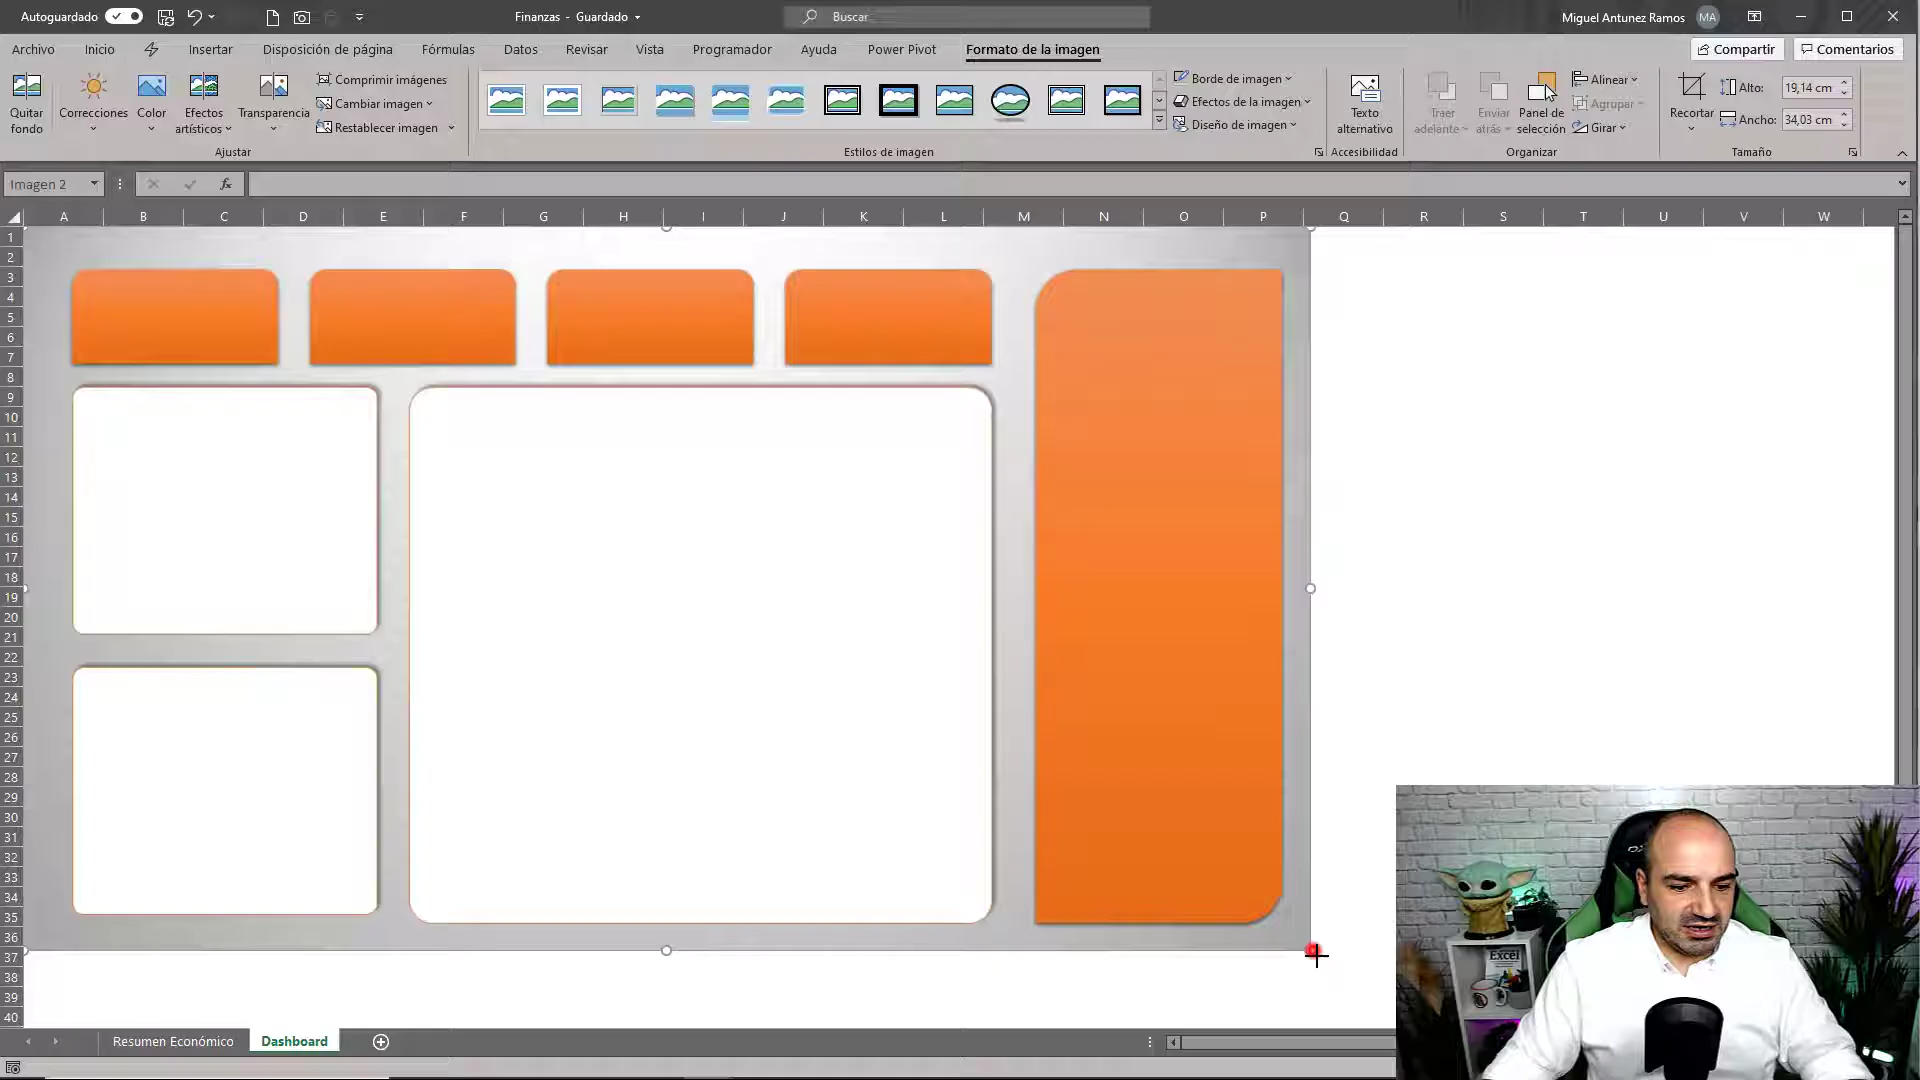 Autoguardado
Finanzas - Guardado
Buscar
Miguel Antunez Ramos
MA
Archivo
Inicio
Insertar
Disposición de página
Fórmulas
Datos
Revisar
Vista
Programador
Ayuda
Power Pivot
Formato de la imagen
Compartir
Comentarios
Quitar
fondo
Correcciones
Color
Efectos
artísticos
Transparencia
Comprimir imágenes
Cambiar imagen
Restablecer imagen
Ajustar
Estilos de imagen
Borde de imagen
Efectos de la imagen
Diseño de imagen
Texto
alternativo
Accesibilidad
Traer
adelante
Enviar
atrás
Panel de
selección
Alinear
Agrupar
Girar
Organizar
Recortar
Alto: 19,14 cm
Ancho: 34,03 cm
Tamaño
Imagen 2
fx
A B C D E F G H I J K L M N O P Q R S T U V W
1
2
3
4
5
6
7
8
9
10
11
12
13
14
15
16
17
18
19
20
21
22
23
24
25
26
27
28
29
30
31
32
33
34
35
36
37
38
39
40
Excel
Resumen Económico
Dashboard